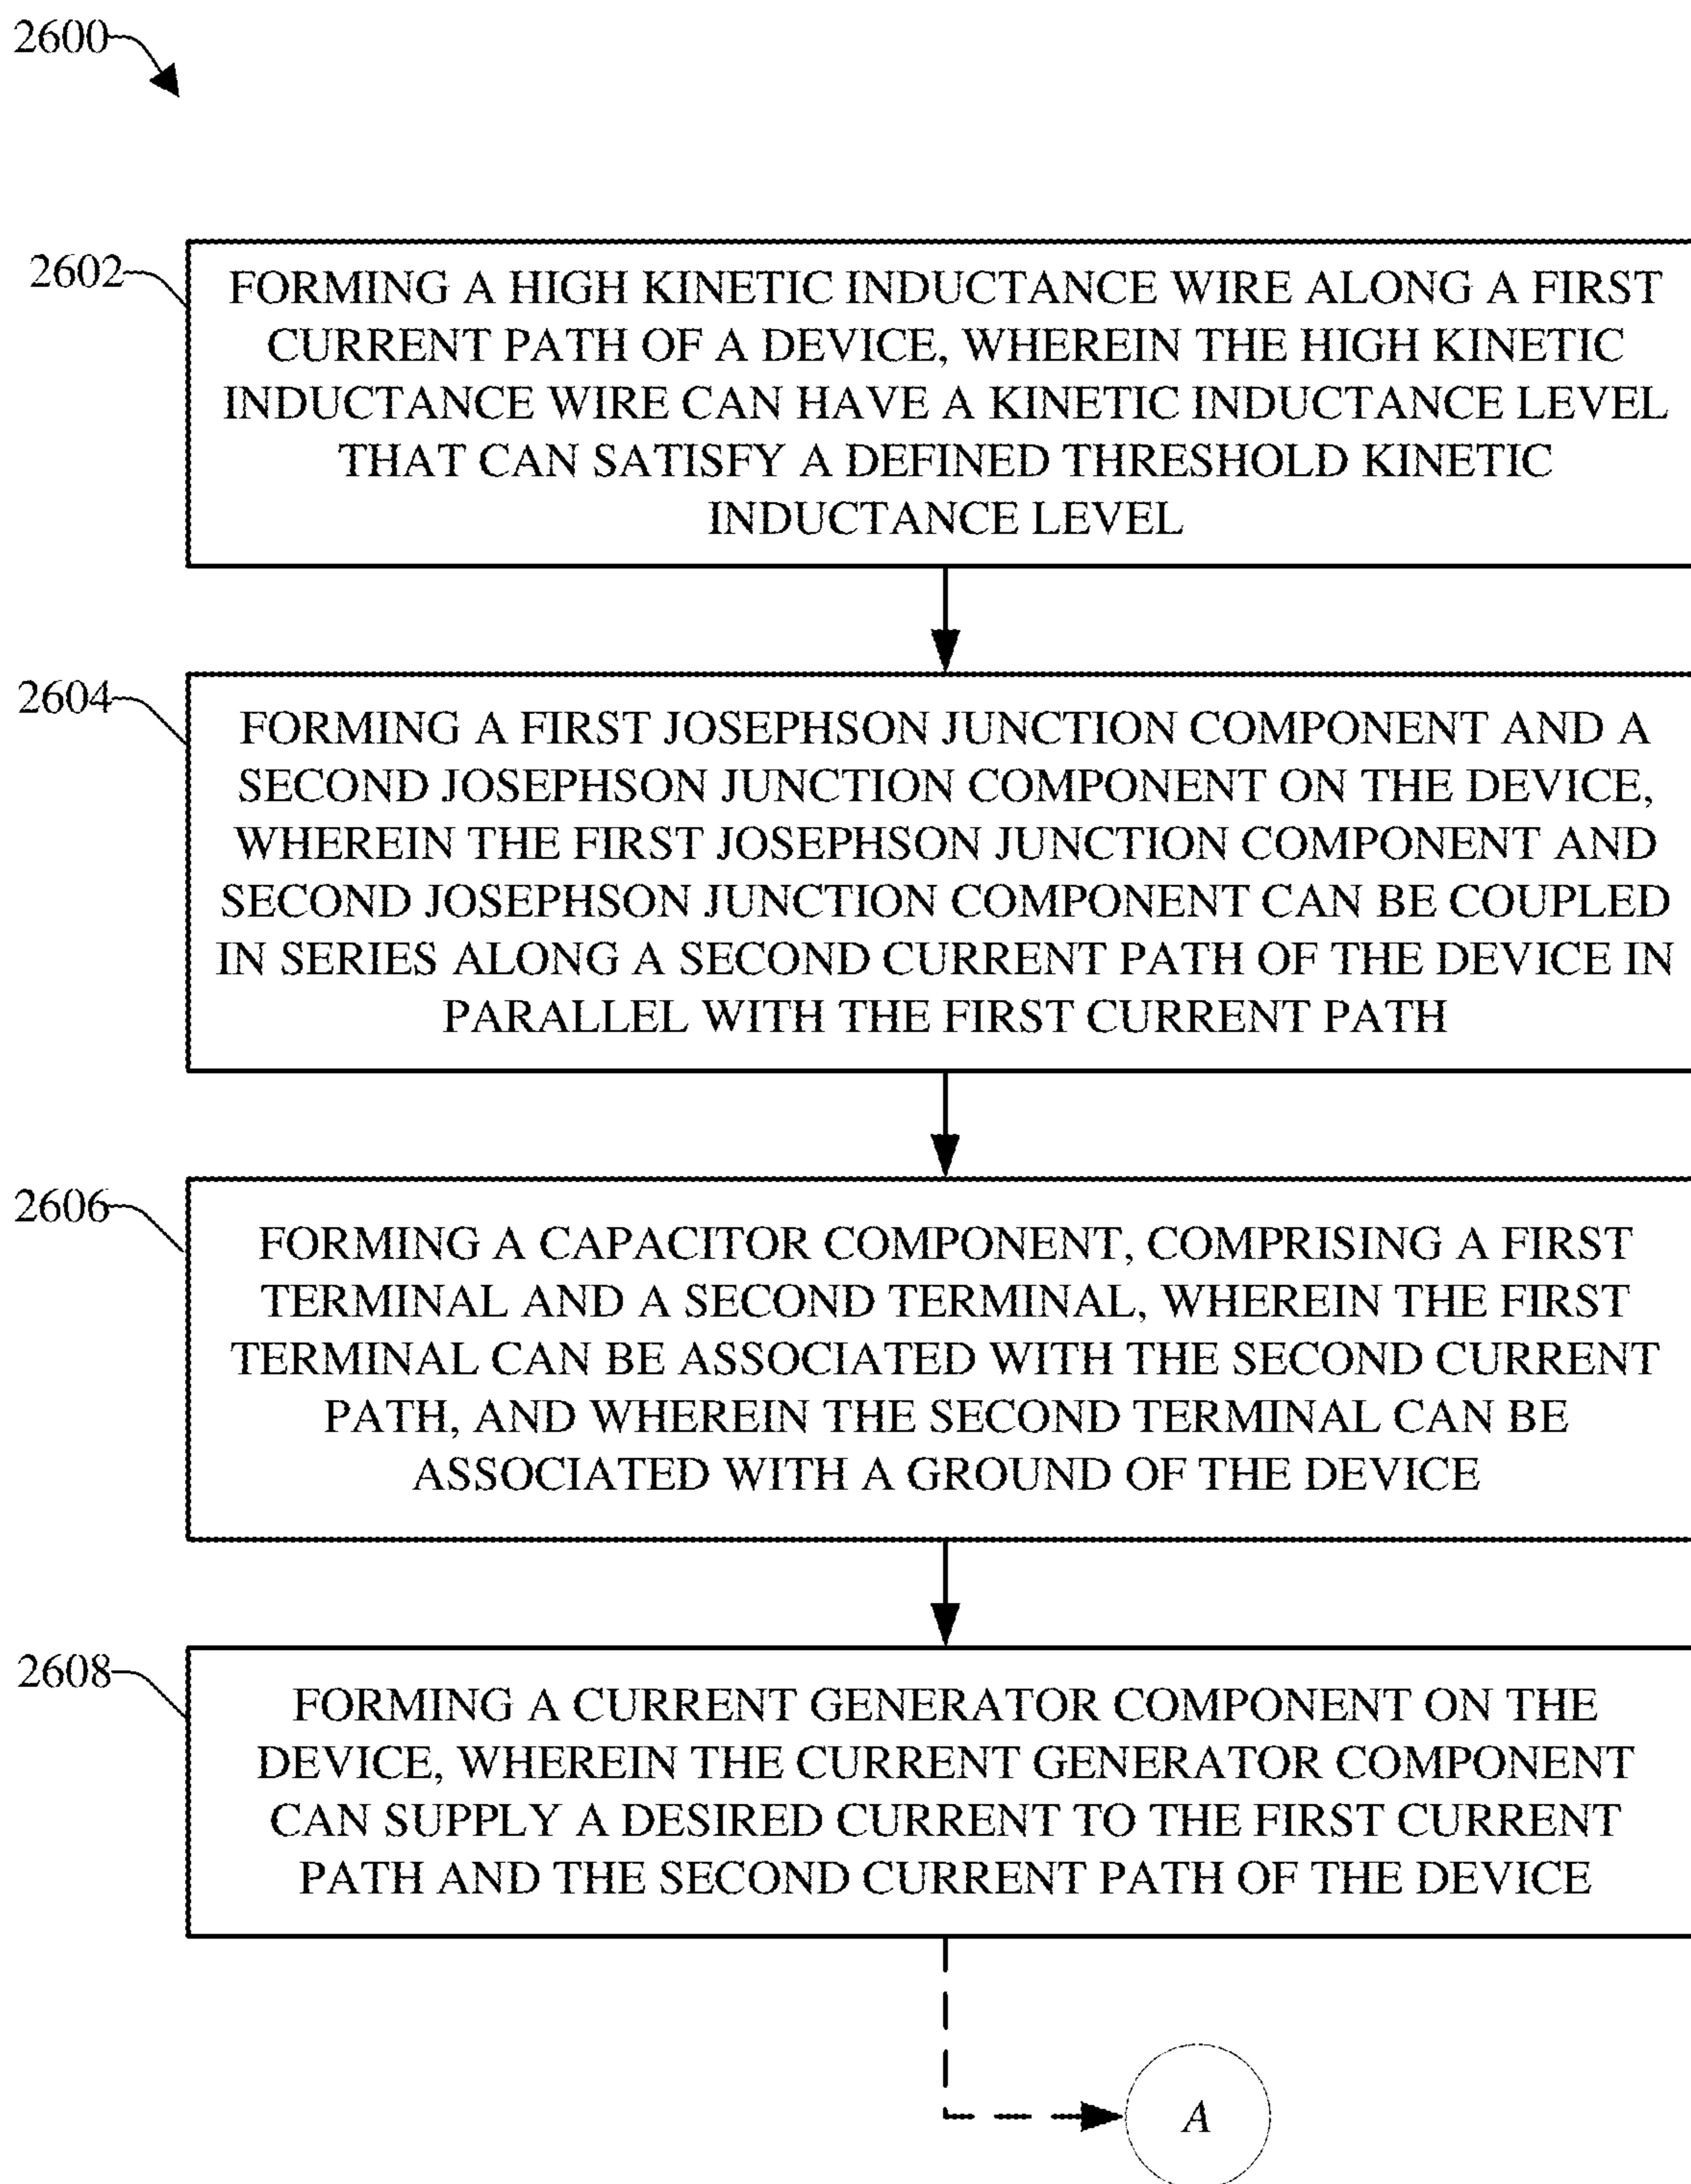 2600
2602
FORMING A HIGH KINETIC INDUCTANCE WIRE ALONG A FIRST
CURRENT PATH OF A DEVICE, WHEREIN THE HIGH KINETIC
INDUCTANCE WIRE CAN HAVE A KINETIC INDUCTANCE LEVEL
THAT CAN SATISFY A DEFINED THRESHOLD KINETIC
INDUCTANCE LEVEL
2604
FORMING A FIRST JOSEPHSON JUNCTION COMPONENT AND A
SECOND JOSEPHSON JUNCTION COMPONENT ON THE DEVICE,
WHEREIN THE FIRST JOSEPHSON JUNCTION COMPONENT AND
SECOND JOSEPHSON JUNCTION COMPONENT CAN BE COUPLED
IN SERIES ALONG A SECOND CURRENT PATH OF THE DEVICE IN
PARALLEL WITH THE FIRST CURRENT PATH
2606
FORMING A CAPACITOR COMPONENT, COMPRISING A FIRST
TERMINAL AND A SECOND TERMINAL, WHEREIN THE FIRST
TERMINAL CAN BE ASSOCIATED WITH THE SECOND CURRENT
PATH, AND WHEREIN THE SECOND TERMINAL CAN BE
ASSOCIATED WITH A GROUND OF THE DEVICE
2608
FORMING A CURRENT GENERATOR COMPONENT ON THE
DEVICE, WHEREIN THE CURRENT GENERATOR COMPONENT
CAN SUPPLY A DESIRED CURRENT TO THE FIRST CURRENT
PATH AND THE SECOND CURRENT PATH OF THE DEVICE
A